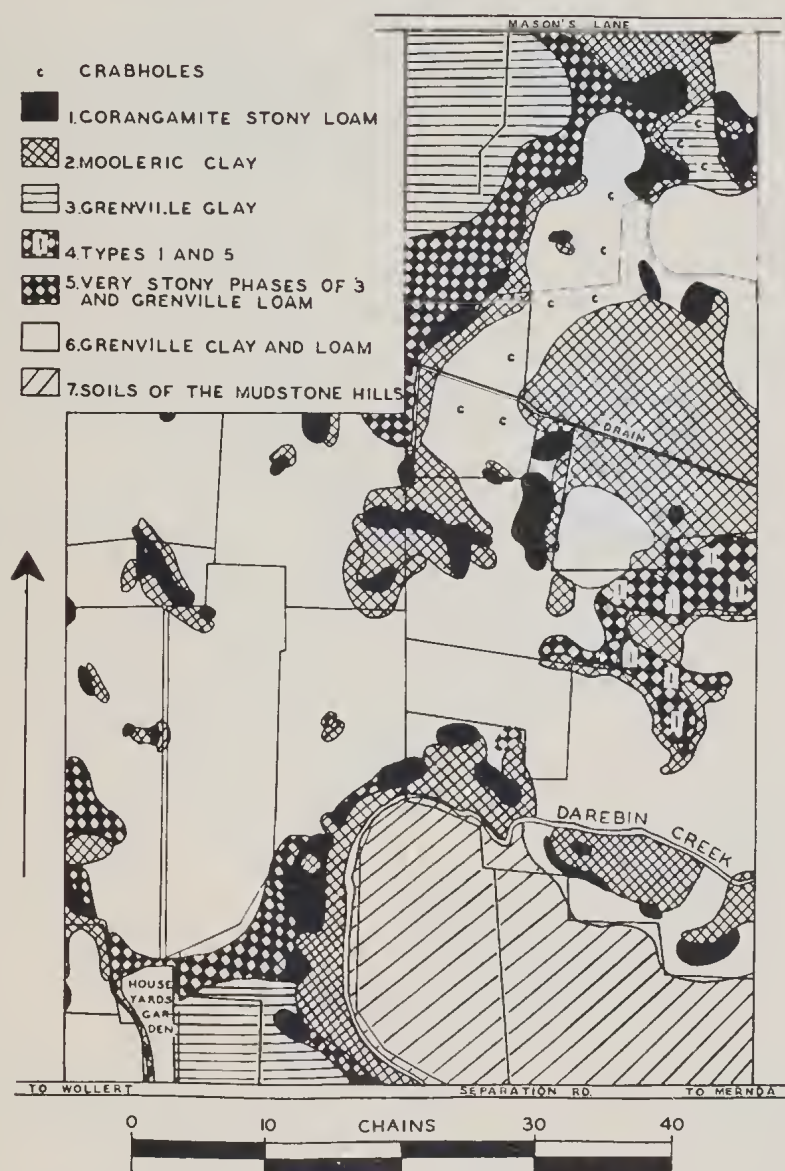 MASON'S LANE
c CRABHOLES
1. CORANGAMITE STONY LOAM
2. MOOLERIC CLAY
3. GRENVILLE CLAY
4. TYPES 1 AND 5
5. VERY STONY PHASES OF 3
AND GRENVILLE LOAM
6. GRENVILLE CLAY AND LOAM
7. SOILS OF THE MUDSTONE HILLS
c
c
c
c
c
c
c
c
c
c
DRAIN
DAREBIN
CREEK
HOUSE
YARDS
GAR
DEN
TO WOLLERT
SEPARATION RD.
TO MERNDA
0 10 CHAINS 30 40